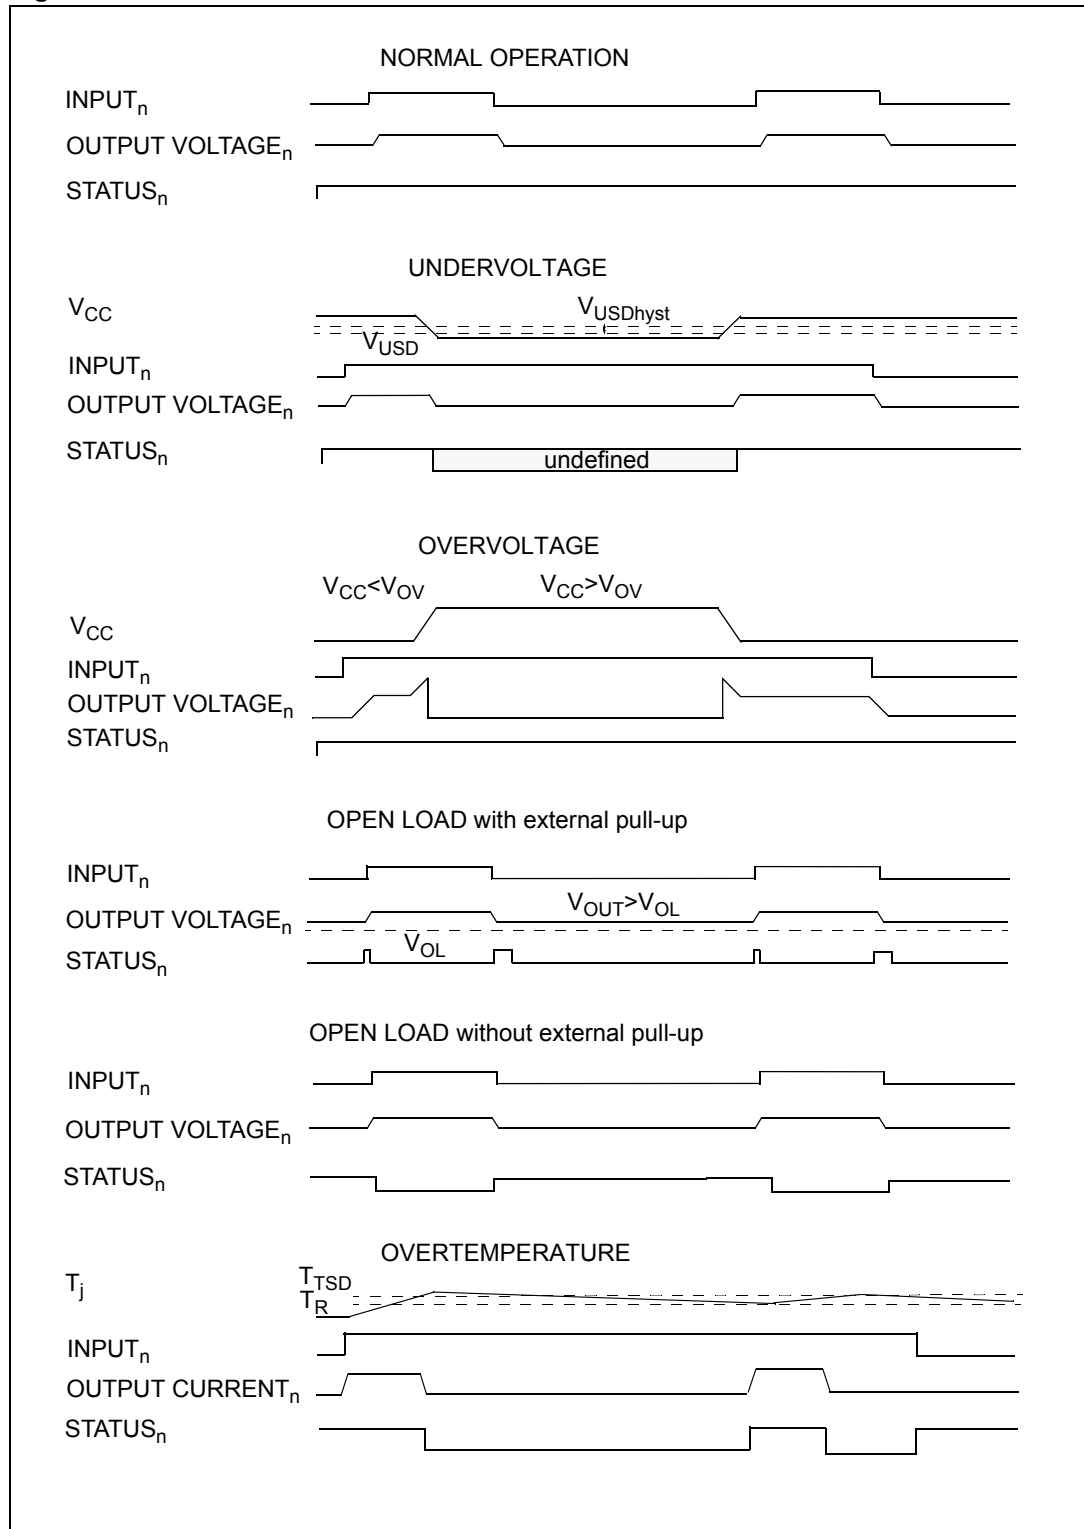 NORMAL OPERATION
INPUTn
OUTPUT VOLTAGEn
STATUSn
UNDERVOLTAGE
VCC
VUSDhyst
VUSD
INPUTn
OUTPUT VOLTAGEn
STATUSn
undefined
OVERVOLTAGE
VCC<VOV
VCC>VOV
VCC
INPUTn
OUTPUT VOLTAGEn
STATUSn
OPEN LOAD with external pull-up
INPUTn
OUTPUT VOLTAGEn
VOUT>VOL
VOL
STATUSn
OPEN LOAD without external pull-up
INPUTn
OUTPUT VOLTAGEn
STATUSn
OVERTEMPERATURE
Tj
TTSD
TR
INPUTn
OUTPUT CURRENTn
STATUSn